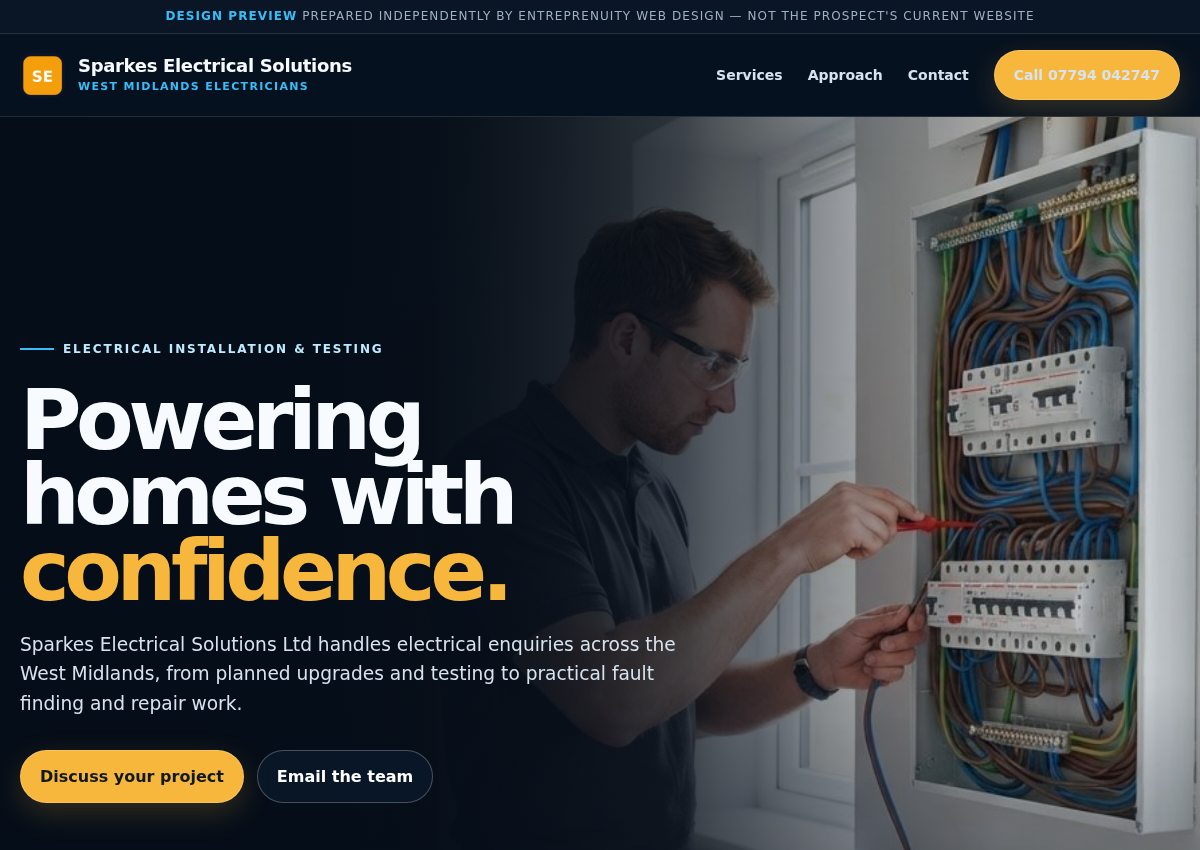 DESIGN PREVIEW PREPARED INDEPENDENTLY BY ENTREPRENUITY WEB DESIGN — NOT THE PROSPECT'S CURRENT WEBSITE
SE
Sparkes Electrical Solutions
WEST MIDLANDS ELECTRICIANS
Services
Approach
Contact
Call 07794 042747
ELECTRICAL INSTALLATION & TESTING
Powering
homes with
confidence.
Sparkes Electrical Solutions Ltd handles electrical enquiries across the
West Midlands, from planned upgrades and testing to practical fault
finding and repair work.
Discuss your project
Email the team